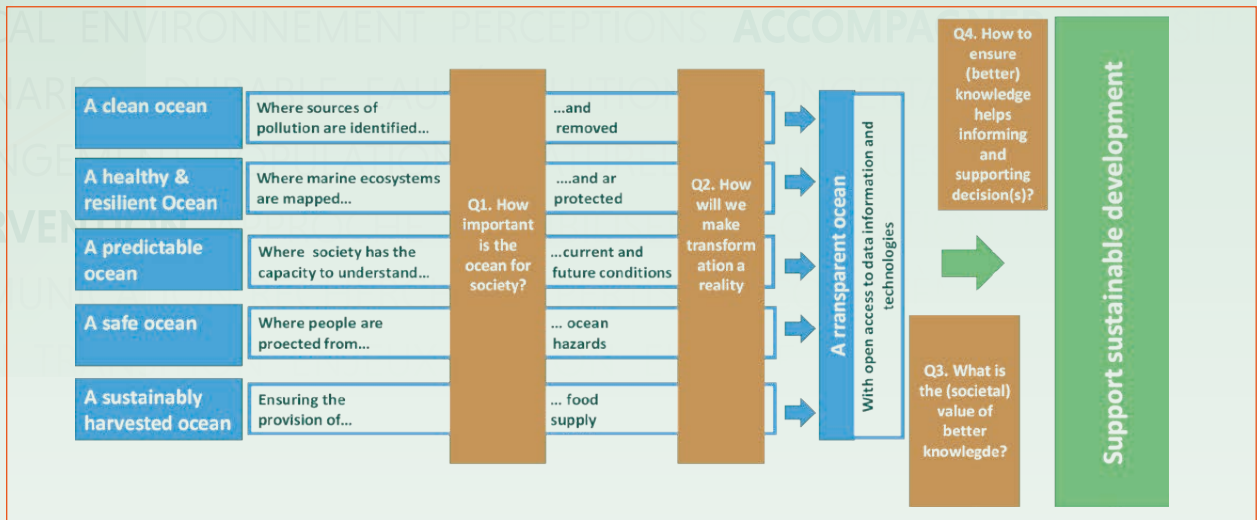 CAL ENVIRONNEMENT PERCEPTIONS ACCOMPA
A clean ocean
Where sources of
pollution are identified...
...and
removed
A healthy &
resilient Ocean
Where marine ecosystems
are mapped...
....and ar
protected
A predictable
ocean
Where society has the
capacity to understand...
...current and
future conditions
A safe ocean
Where people are
proected from...
... ocean
hazards
A sustainably
harvested ocean
Ensuring the
provision of...
... food
supply
Q1. How
important
is the
ocean for
society?
Q2. How
will we
make
transform
ation a
reality
A rransparent ocean
With open access to data information and
technologies
Q4. How to
ensure
(better)
knowledge
helps
informing
and
supporting
decision(s)?
Q3. What is
the (societal)
value of
better
knowlegde?
Support sustainable development